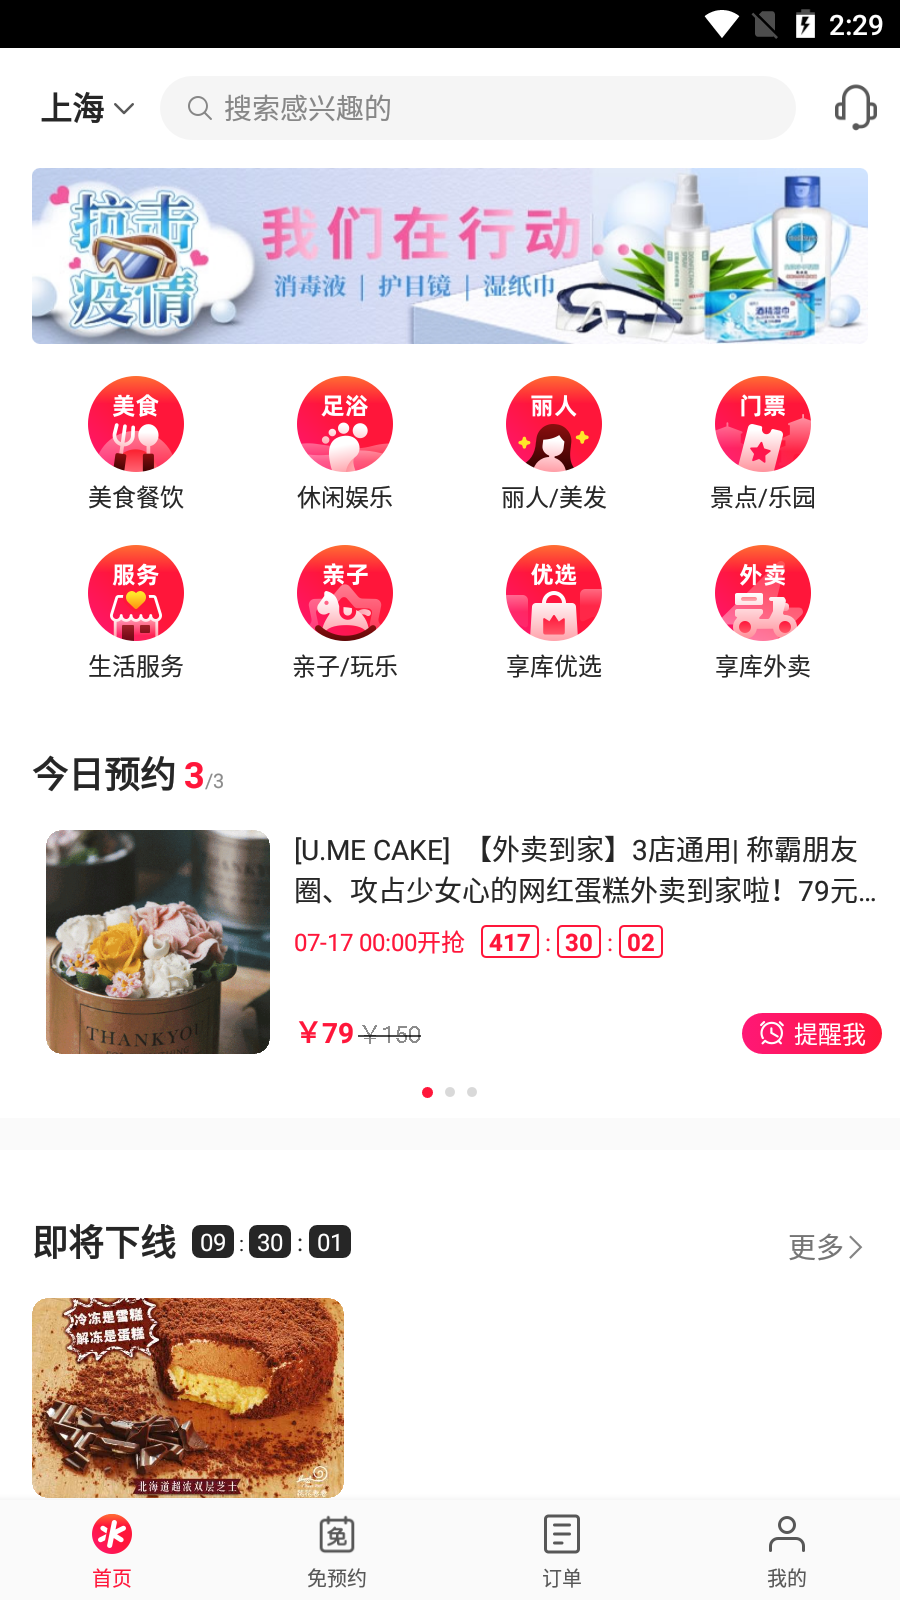 2:29
上海
搜索感兴趣的
抗击
疫情
我们在行动...
消毒液 | 护目镜 | 湿纸巾
酒精湿巾
美食 足浴 丽人 门票
美食餐饮 休闲娱乐 丽人/美发 景点/乐园
服务 亲子 优选 外卖
生活服务 亲子/玩乐 享库优选 享库外卖
今日预约 3/3
[U.ME CAKE] 【外卖到家】3店通用| 称霸朋友
圈、攻占少女心的网红蛋糕外卖到家啦！79元...
07-17 00:00开抢 417 : 30 : 02
THANKYOU
￥79 ￥150
提醒我
即将下线 09 : 30 : 01
更多
冷冻是雪糕
解冻是蛋糕
北海道超浓双层芝士
免
首页 免预约 订单 我的